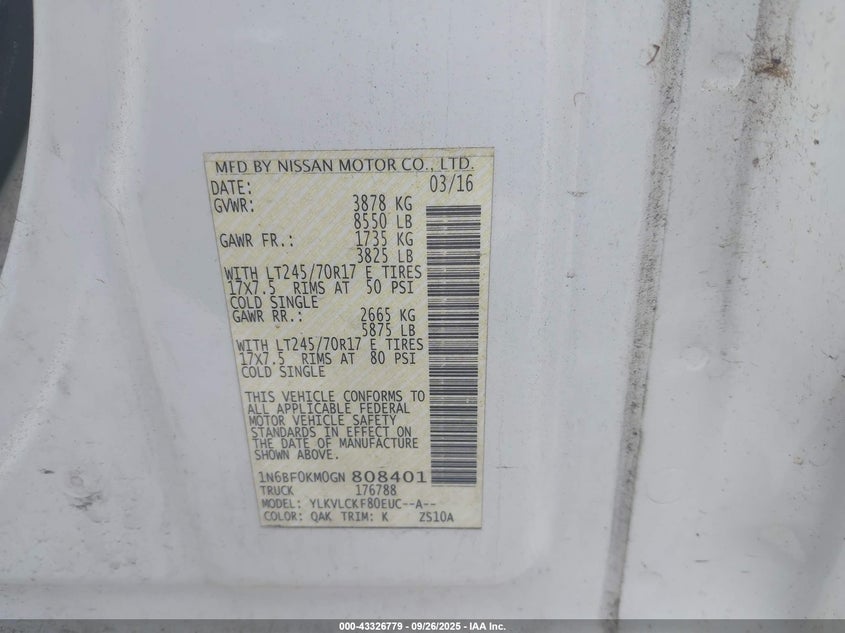 MFD BY NISSAN MOTOR CO., LTD.
DATE: 03/16
GVWR: 3878 KG
8550 LB
GAWR FR.: 1735 KG
3825 LB
WITH LT245/70R17 E TIRES
17X7.5 RIMS AT 50 PSI
COLD SINGLE
GAWR RR.: 2665 KG
5875 LB
WITH LT245/70R17 E TIRES
17X7.5 RIMS AT 80 PSI
COLD SINGLE
THIS VEHICLE CONFORMS TO
ALL APPLICABLE FEDERAL
MOTOR VEHICLE SAFETY
STANDARDS IN EFFECT ON
THE DATE OF MANUFACTURE
SHOWN ABOVE.
1N6BF0KM0GN 808401
TRUCK 176788
MODEL: YLKVLCKF80EUC--A--
COLOR: QAK TRIM: K ZS10A
000-43326779 — 09/26/2025 — IAA Inc.